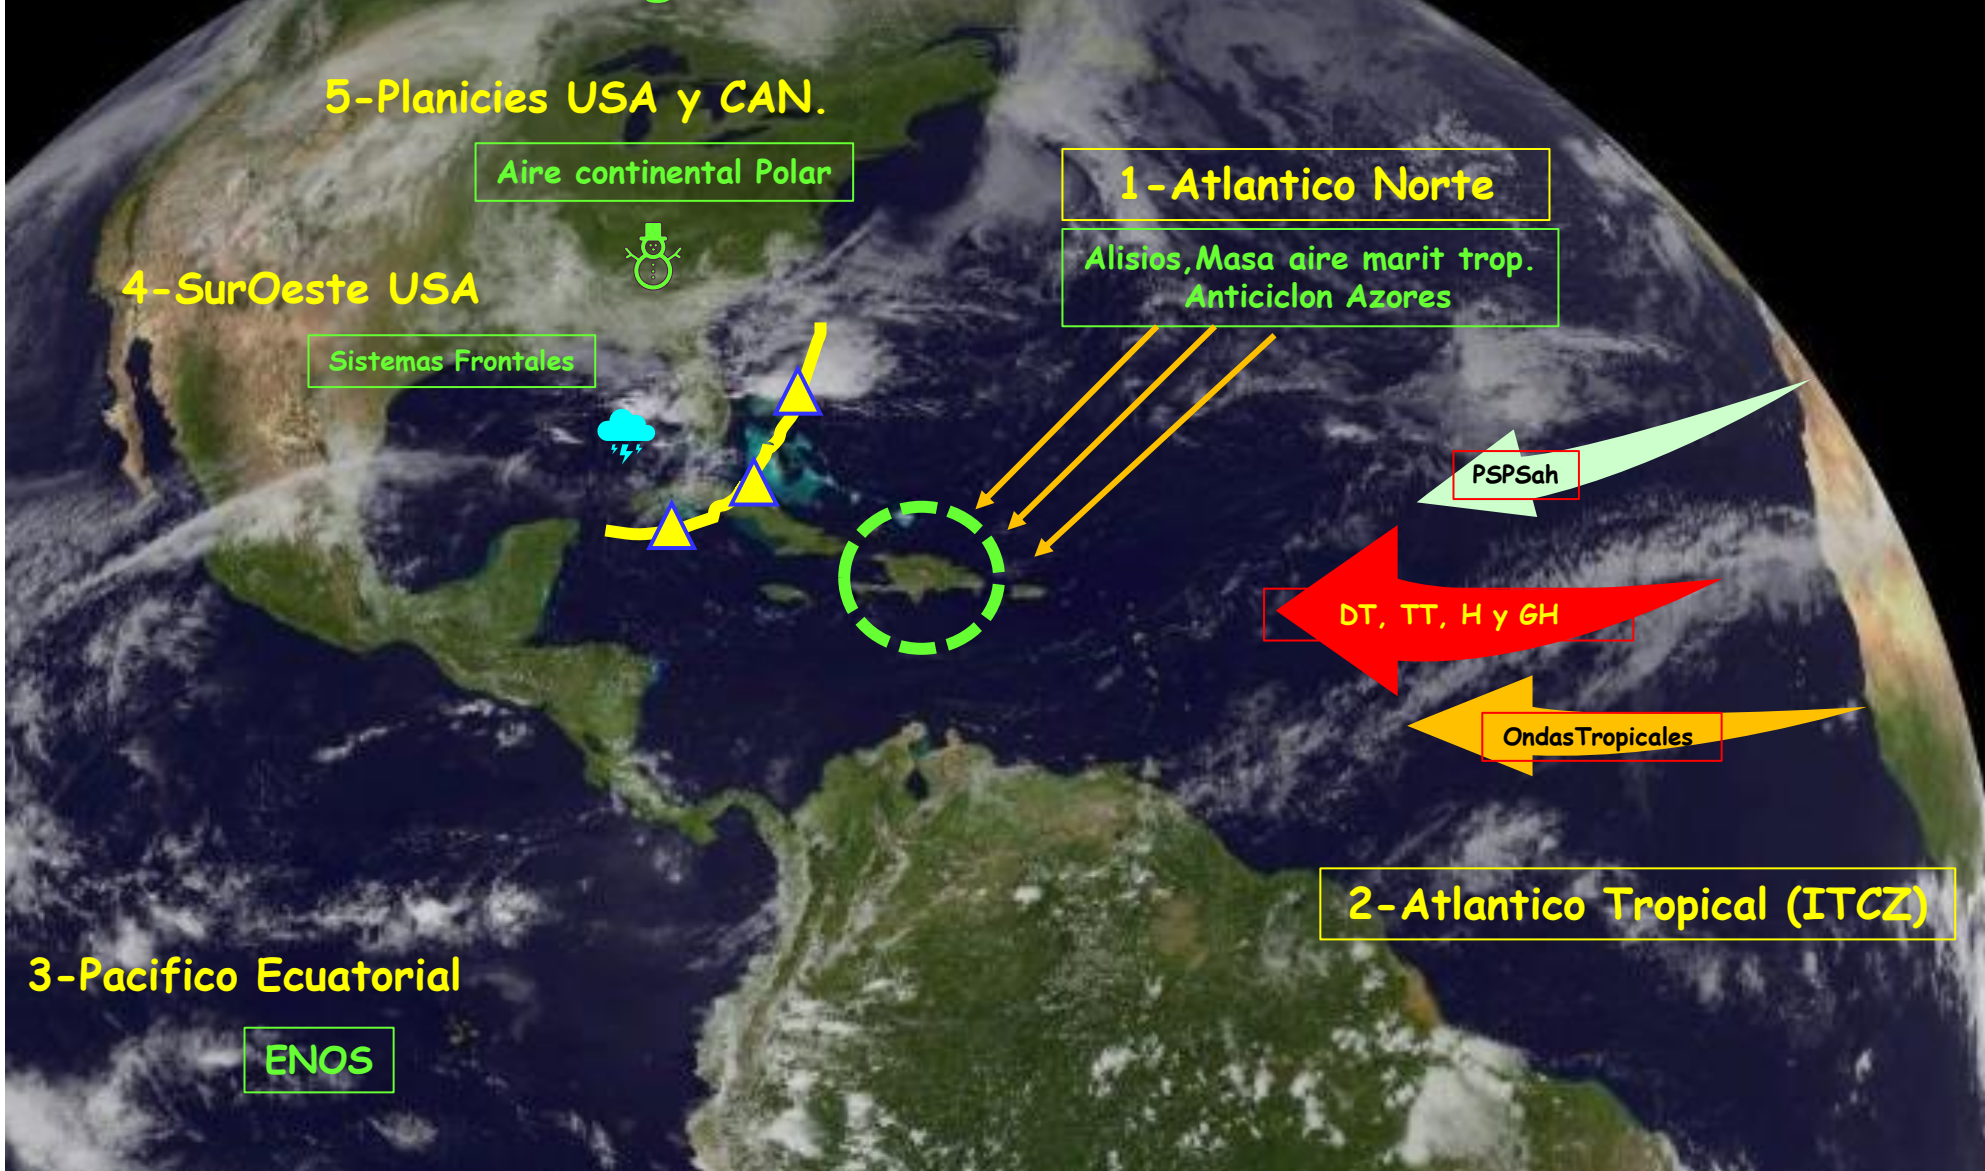 5-Planicies USA y CAN.
Aire continental Polar
1-Atlantico Norte
Alisios,Masa aire marit trop.
Anticiclon Azores
4-SurOeste USA
Sistemas Frontales
PSPSah
DT, TT, H y GH
OndasTropicales
2-Atlantico Tropical (ITCZ)
3-Pacifico Ecuatorial
ENOS